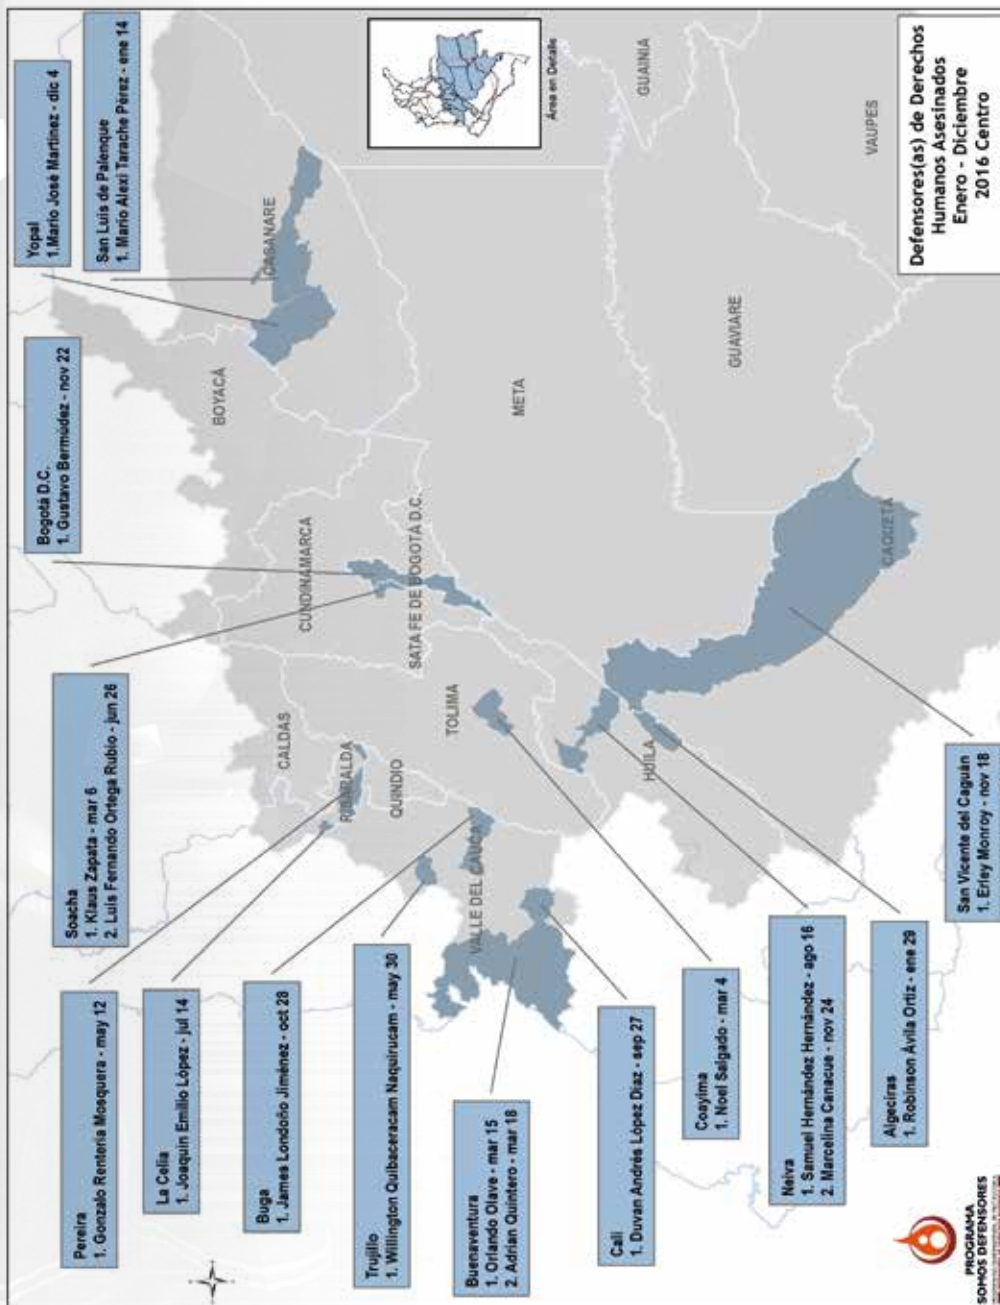 Defensores(as) de Derechos
Humanos Asesinados
Enero - Diciembre
2016 Centro
Área en Detalle
Pereira
1. Gonzalo Rentería Mosquera - may 12
La Celia
1. Joaquin Emilio López - jul 14
Buga
1. James Londoño Jiménez - oct 28
Trujillo
1. Willington Quibaceracam Naquirucam - may 30
Buenaventura
1. Orlando Olave - mar 15
2. Adrian Quintero - mar 18
Cali
1. Duvan Andrés López Díaz - sep 27
Coayima
1. Noel Salgado - mar 4
Neiva
1. Samuel Hernández Hernández - ago 16
2. Marcelina Canacue - nov 24
Algeciras
1. Robinson Ávila Ortiz - ene 29
San Vicente del Caguán
1. Erley Monroy - nov 18
Soacha
1. Klaus Zapata - mar 6
2. Luis Fernando Ortega Rubio - jun 26
Bogotá D.C.
1. Gustavo Bermúdez - nov 22
Yopal
1.Mario José Martínez - dic 4
San Luis de Palenque
1. Mario Alexi Tarache Pérez - ene 14
CALDAS
RISARALDA
QUINDIO
VALLE DEL CAUCA
TOLIMA
HUILA
CUNDINAMARCA
SATA FE DE BOGOTÁ D.C.
BOYACÁ
CASANARE
META
GUAVIARE
CAQUETA
GUAINIA
VAUPES
PROGRAMA
SOMOS DEFENSORES